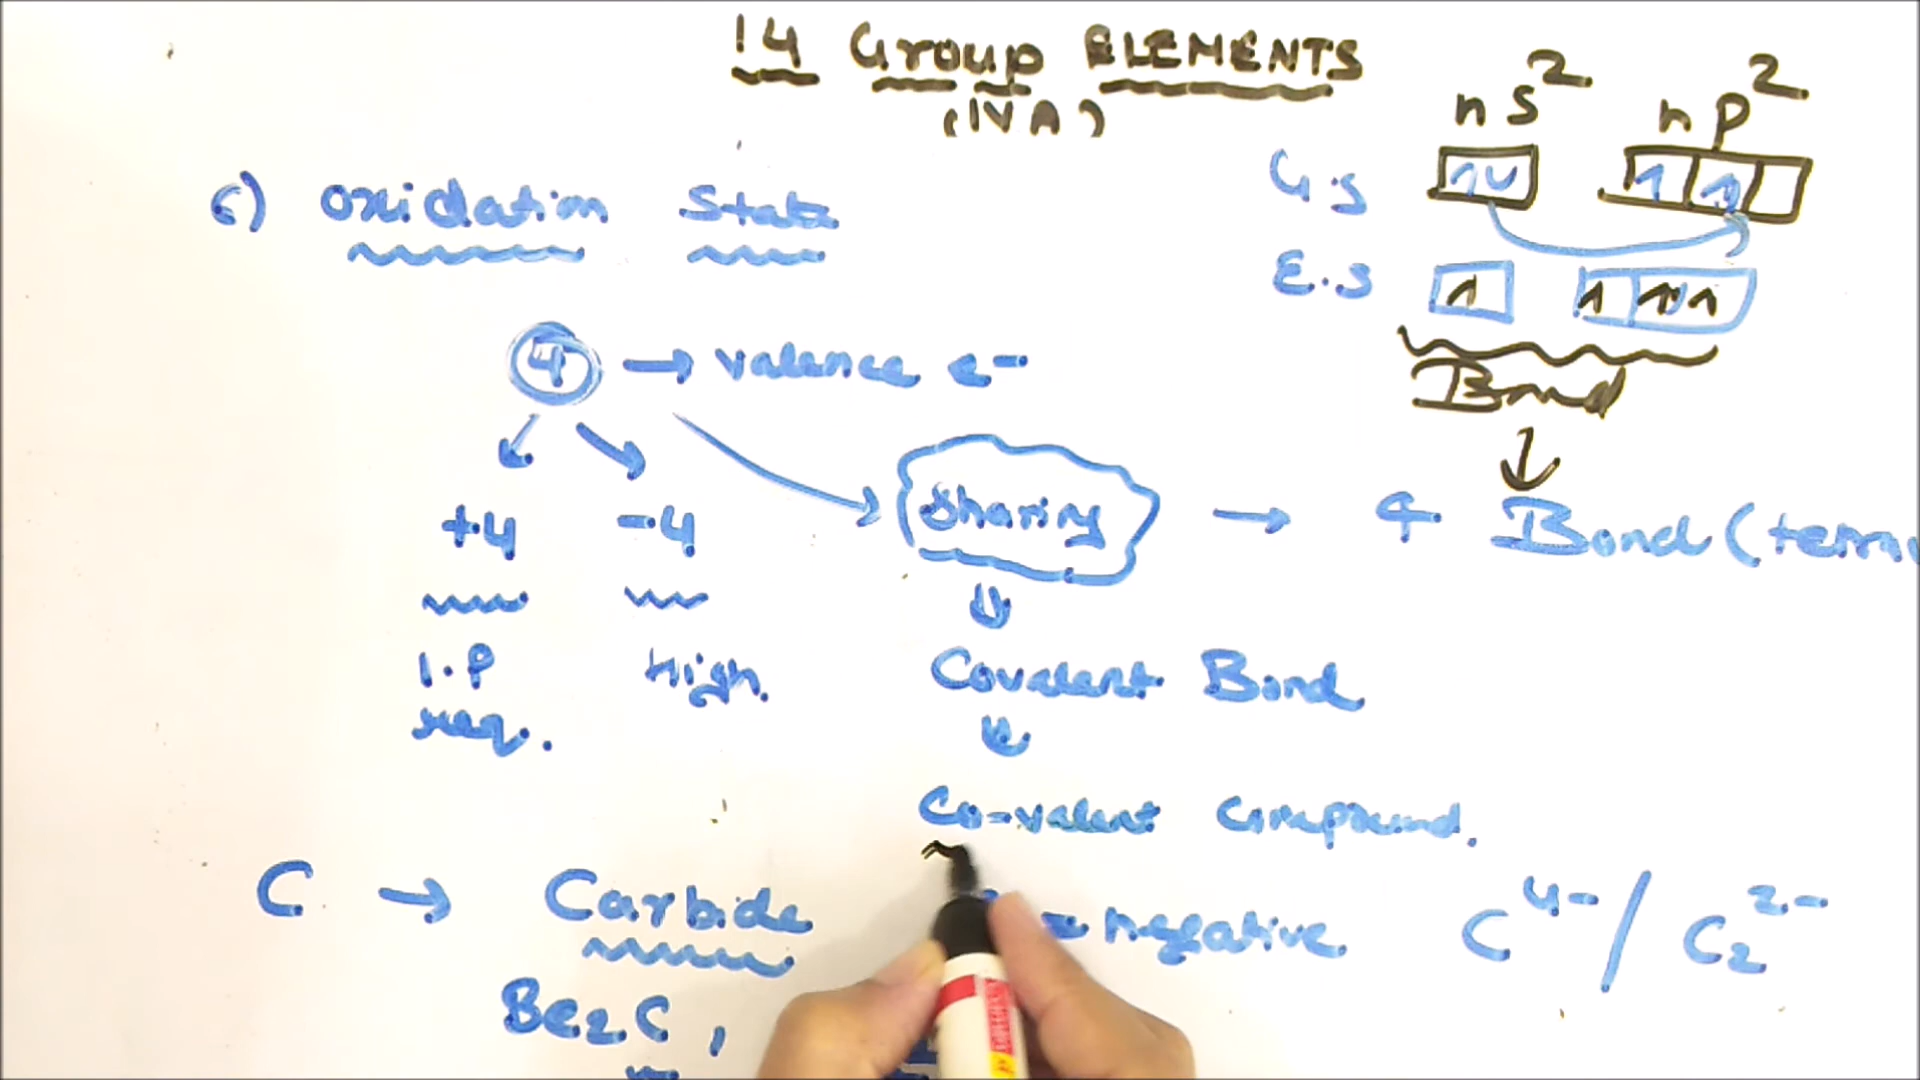 14 Group ELEMENTS
(IVA)
ns² np²
G.S
E.S
Bond
6) Oxidation State
4 → valence e-
+4 -4
Sharing → 4 Bond (tetra
I.P High.
req. Covalent Bond
Co-valent Compound.
C → Carbide negative C⁴⁻ / C₂²⁻
Be₂C,